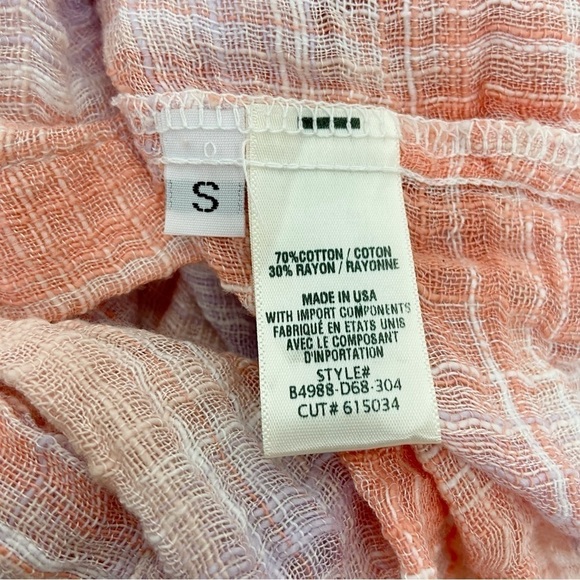 S
70%COTTON / COTON
30% RAYON / RAYONNE
MADE IN USA
WITH IMPORT COMPONENTS
FABRIQUÉ EN ETATS UNIS
AVEC LE COMPOSANT
D'INPORTATION
STYLE#
B4988-D68-304
CUT# 615034